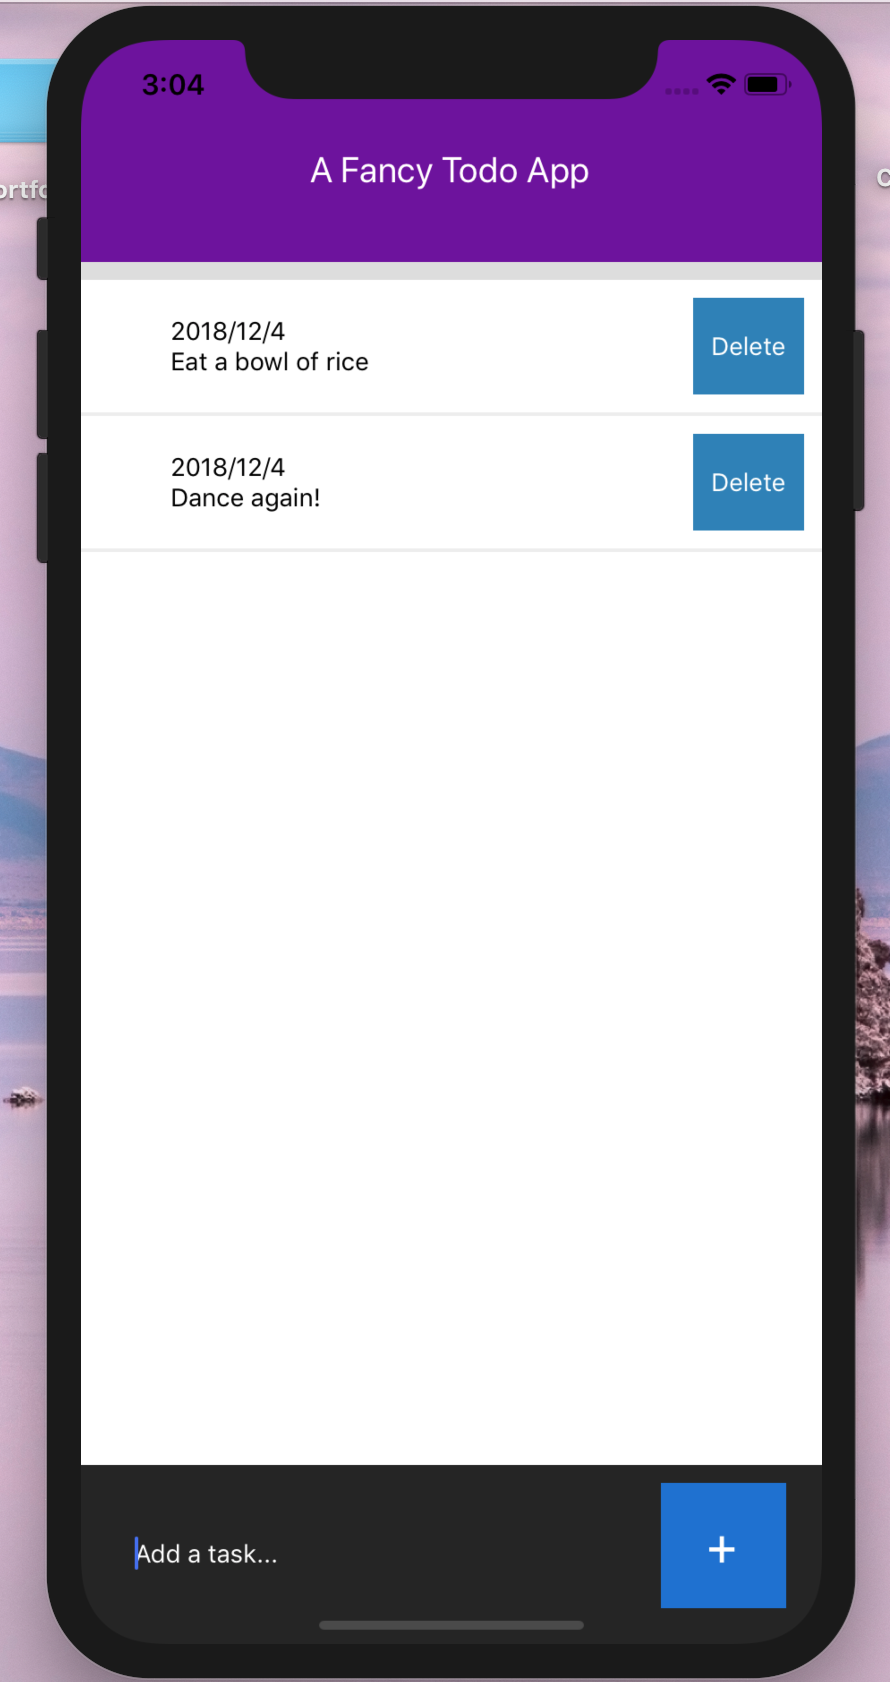 3:04
A Fancy Todo App
2018/12/4
Eat a bowl of rice
Delete
2018/12/4
Dance again!
Delete
Add a task...
+